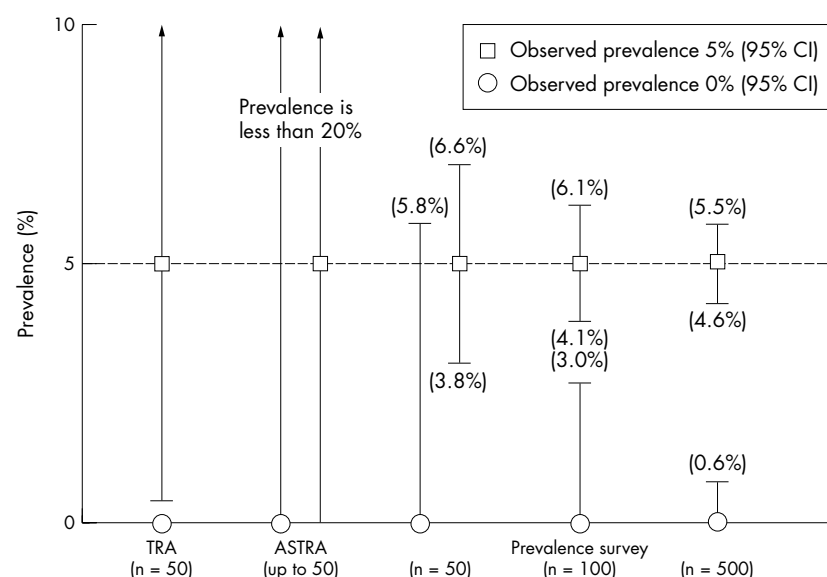 10
Observed prevalence 5% (95% CI)
Observed prevalence 0% (95% CI)
Prevalence is
less than 20%
(6.6%)
(5.8%)
(6.1%)
(5.5%)
Prevalence (%)
5
(4.6%)
(4.1%)
(3.0%)
(3.8%)
(0.6%)
0
TRA
(n = 50)
ASTRA
(up to 50)
(n = 50)
Prevalence survey
(n = 100)
(n = 500)